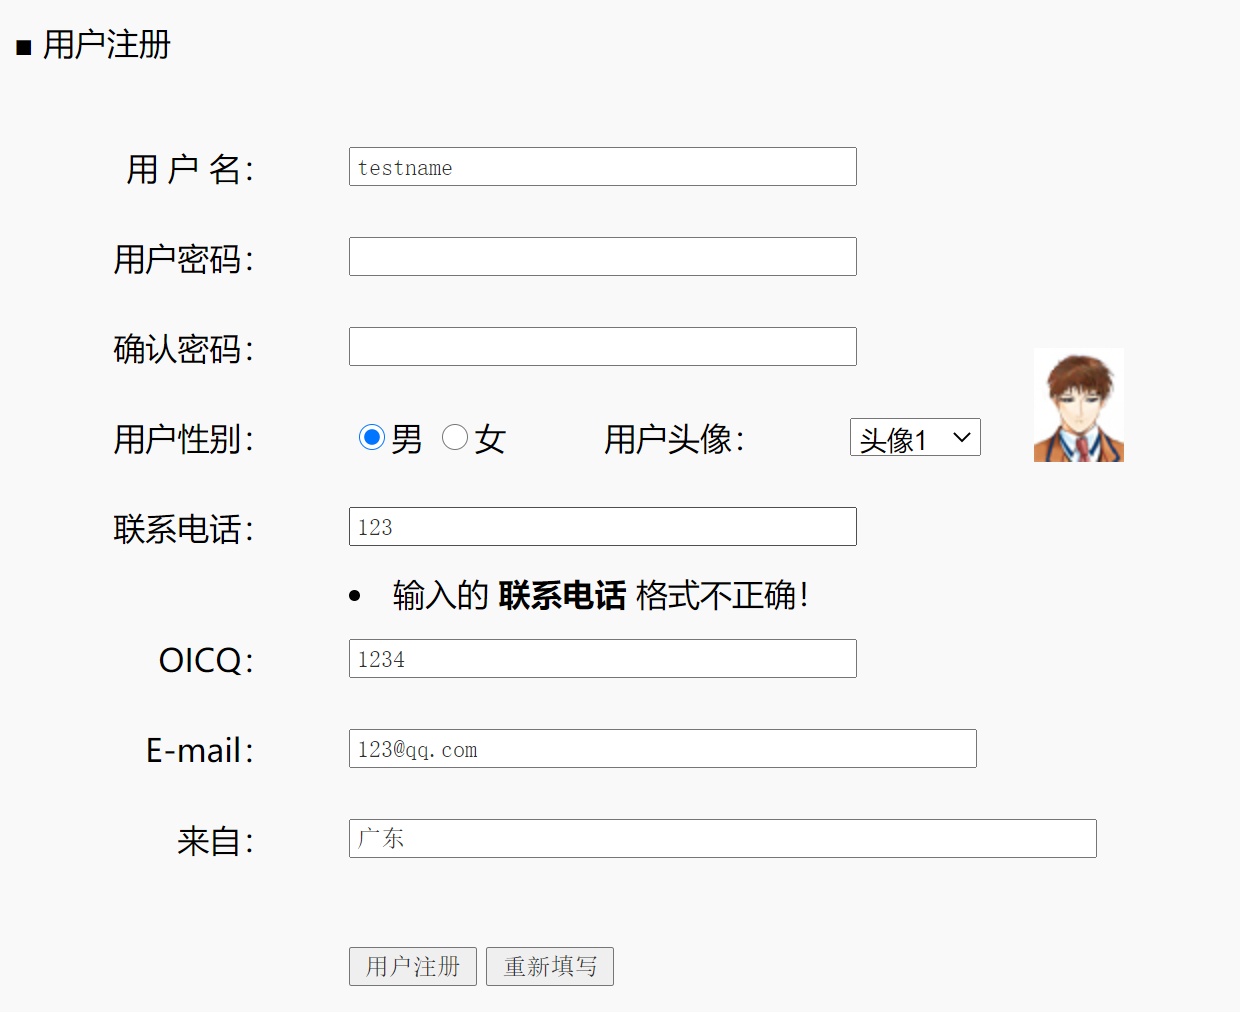 ■ 用户注册
用 户 名： testname
用户密码：
确认密码：
用户性别： 男 女 用户头像： 头像1
联系电话： 123
• 输入的 联系电话 格式不正确！
OICQ： 1234
E-mail： 123@qq.com
来自： 广东
用户注册 重新填写